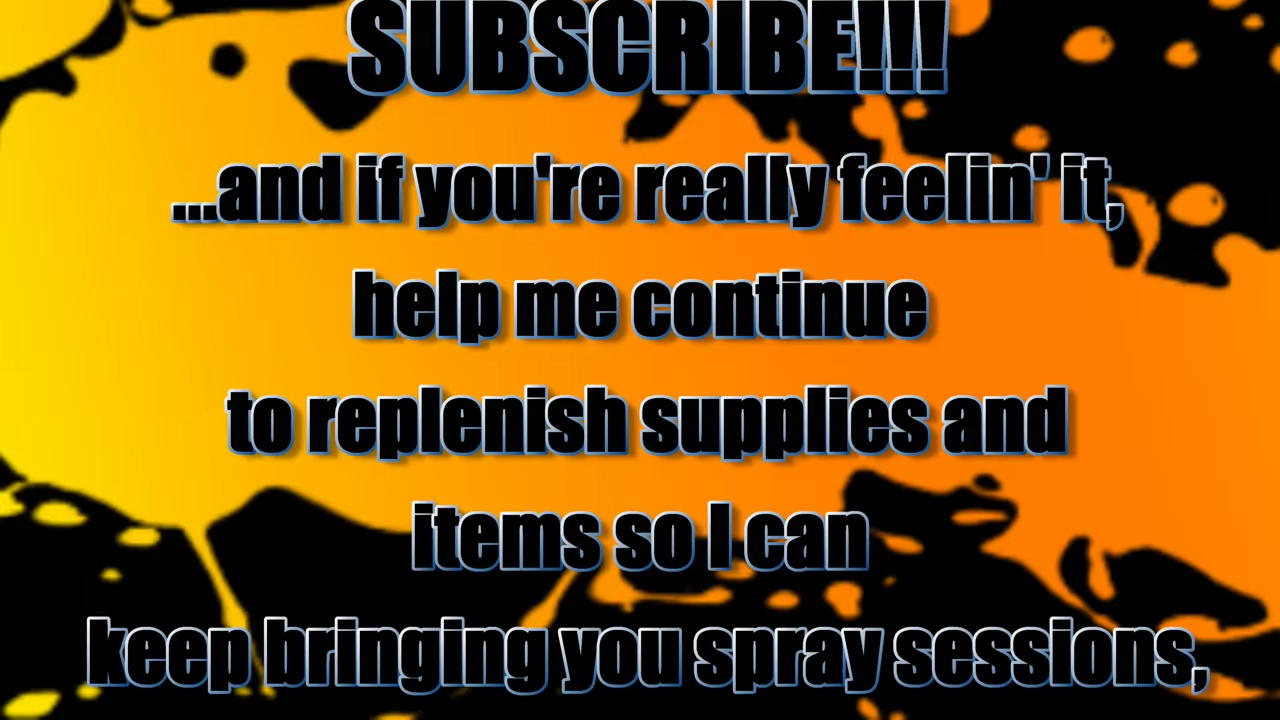 SUBSCRIBE!!!
...and if you're really feelin' it,
help me continue
to replenish supplies and
items so I can
keep bringing you spray sessions,